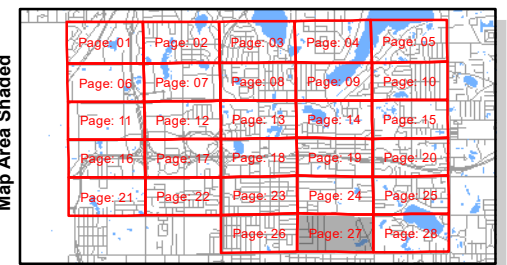 Map Area Shaded
Page: 01 Page: 02 Page: 03 Page: 04 Page: 05
Page: 06 Page: 07 Page: 08 Page: 09 Page: 10
Page: 11 Page: 12 Page: 13 Page: 14 Page: 15
Page: 16 Page: 17 Page: 18 Page: 19 Page: 20
Page: 21 Page: 22 Page: 23 Page: 24 Page: 25
Page: 26 Page: 27 Page: 28